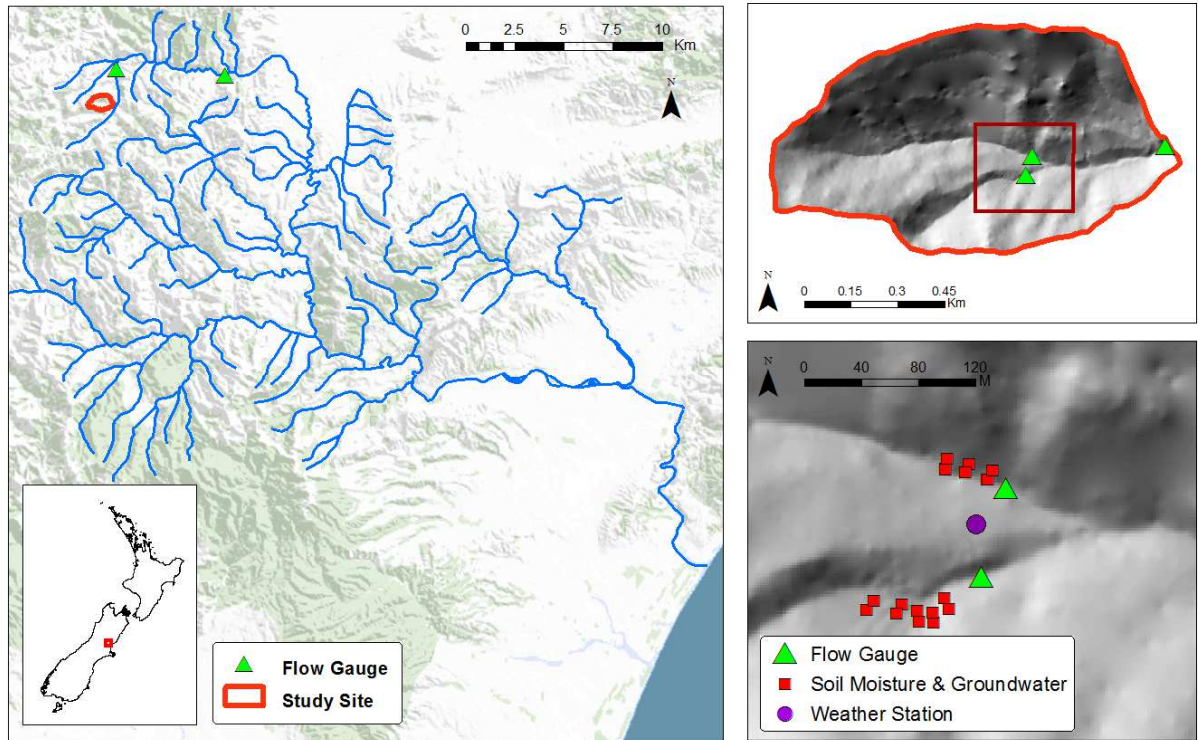 0 2.5 5 7.5 10
Km
N
Flow Gauge
Study Site
N
0 0.15 0.3 0.45
Km
N
0 40 80 120
M
Flow Gauge
Soil Moisture & Groundwater
Weather Station